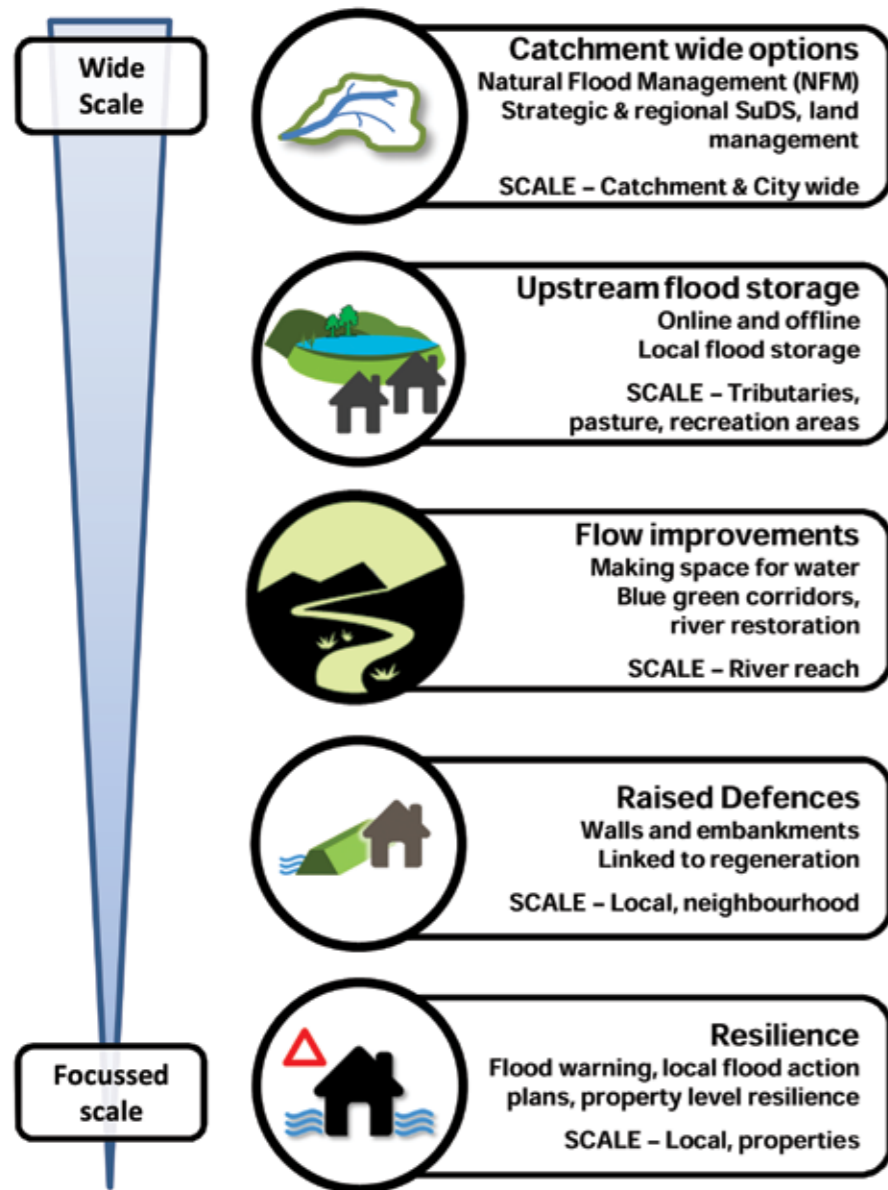 Wide
Scale
Catchment wide options
Natural Flood Management (NFM)
Strategic & regional SuDS, land
management
SCALE – Catchment & City wide
Upstream flood storage
Online and offline
Local flood storage
SCALE – Tributaries,
pasture, recreation areas
Flow improvements
Making space for water
Blue green corridors,
river restoration
SCALE – River reach
Raised Defences
Walls and embankments
Linked to regeneration
SCALE – Local, neighbourhood
Focussed
scale
Resilience
Flood warning, local flood action
plans, property level resilience
SCALE – Local, properties